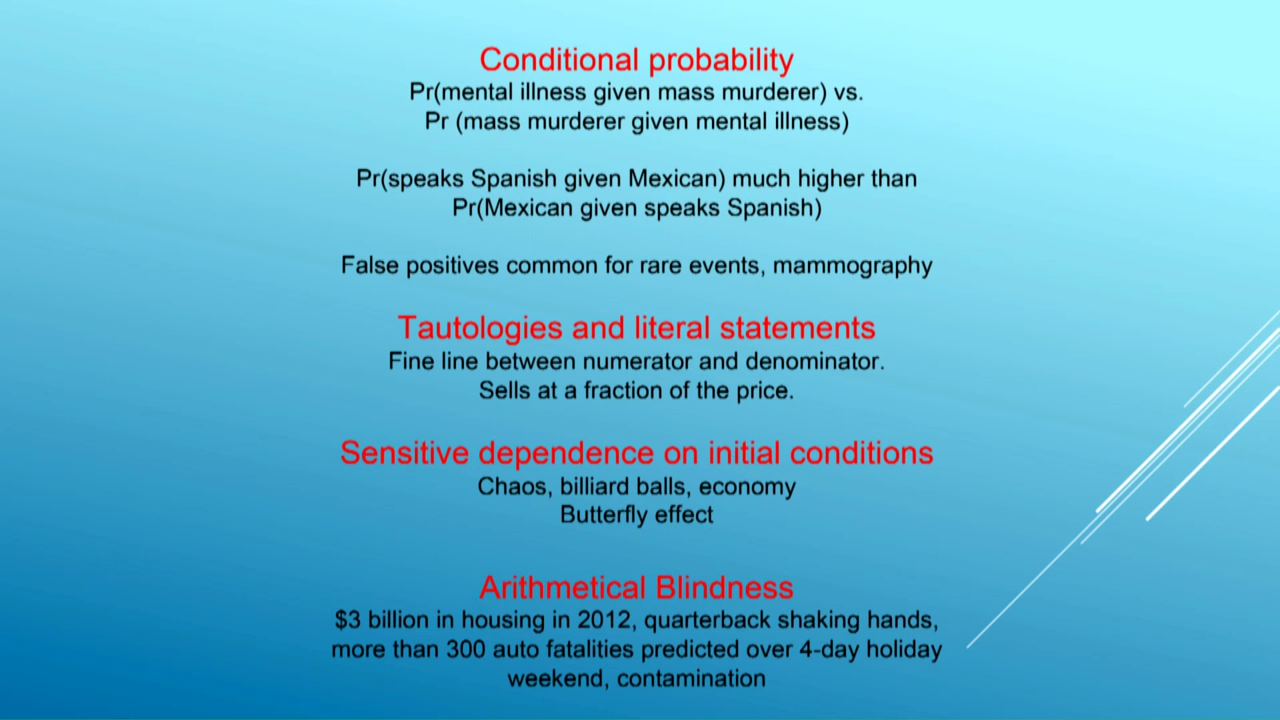 Conditional probability
Pr(mental illness given mass murderer) vs.
Pr (mass murderer given mental illness)
Pr(speaks Spanish given Mexican) much higher than
Pr(Mexican given speaks Spanish)
False positives common for rare events, mammography
Tautologies and literal statements
Fine line between numerator and denominator.
Sells at a fraction of the price.
Sensitive dependence on initial conditions
Chaos, billiard balls, economy
Butterfly effect
Arithmetical Blindness
$3 billion in housing in 2012, quarterback shaking hands,
more than 300 auto fatalities predicted over 4-day holiday
weekend, contamination